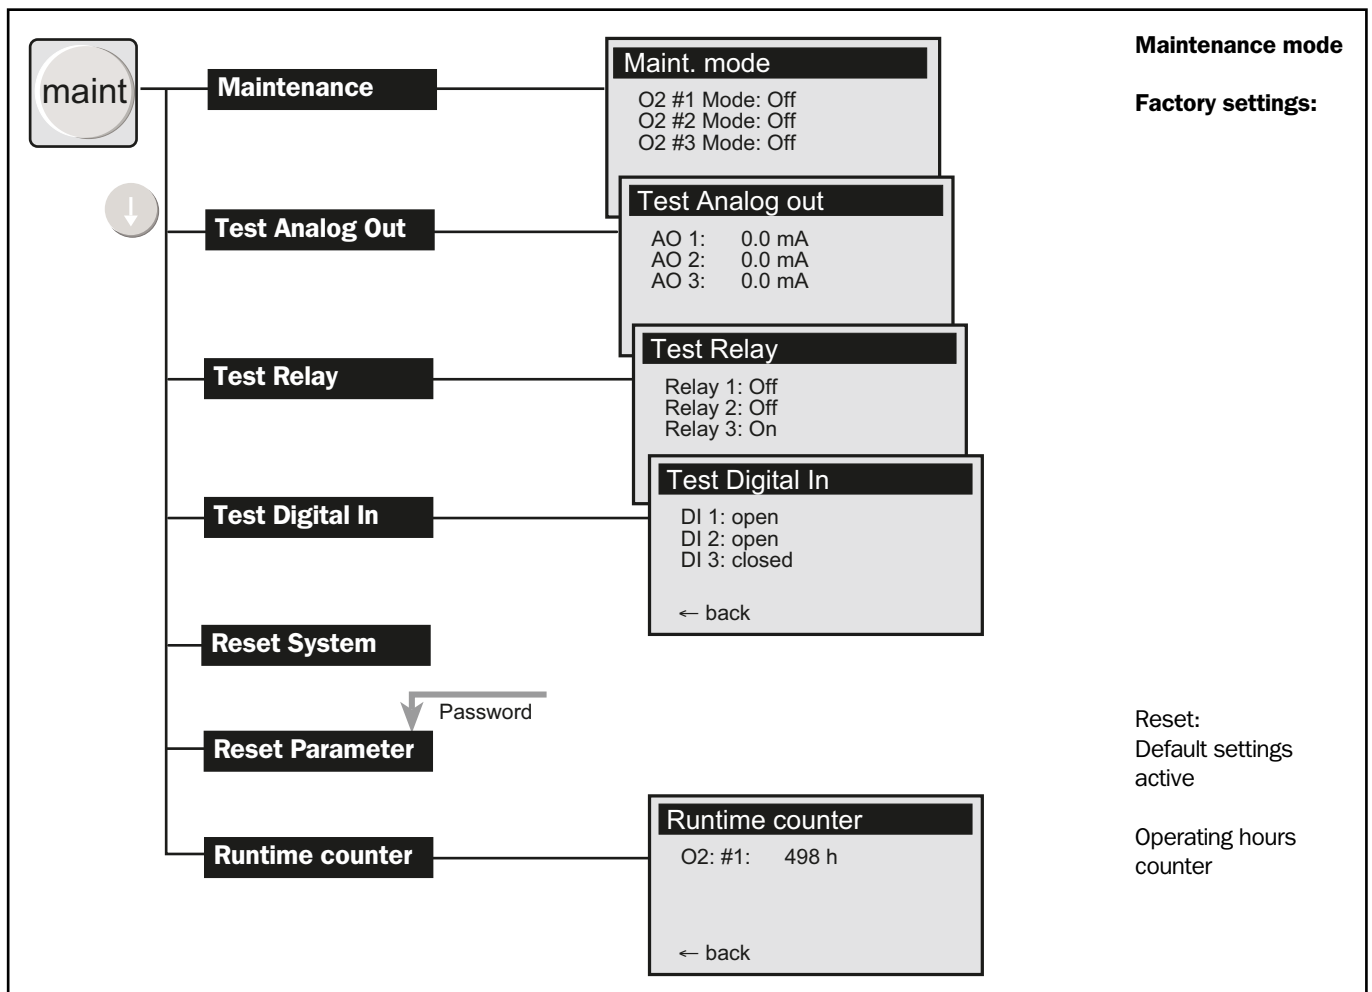 maint
Maintenance
Maint. mode
O2 #1 Mode: Off
O2 #2 Mode: Off
O2 #3 Mode: Off
Maintenance mode
Factory settings:
↓
Test Analog Out
Test Analog out
AO 1: 0.0 mA
AO 2: 0.0 mA
AO 3: 0.0 mA
Test Relay
Test Relay
Relay 1: Off
Relay 2: Off
Relay 3: On
Test Digital In
Test Digital In
DI 1: open
DI 2: open
DI 3: closed
← back
Reset System
Password
Reset Parameter
Reset:
Default settings
active
Runtime counter
Runtime counter
O2: #1: 498 h
← back
Operating hours
counter